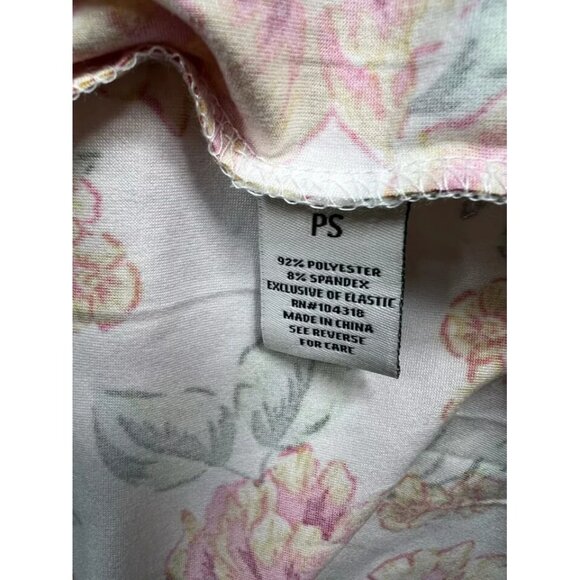 PS
92% POLYESTER
8% SPANDEX
EXCLUSIVE OF ELASTIC
RN#104318
MADE IN CHINA
SEE REVERSE
FOR CARE